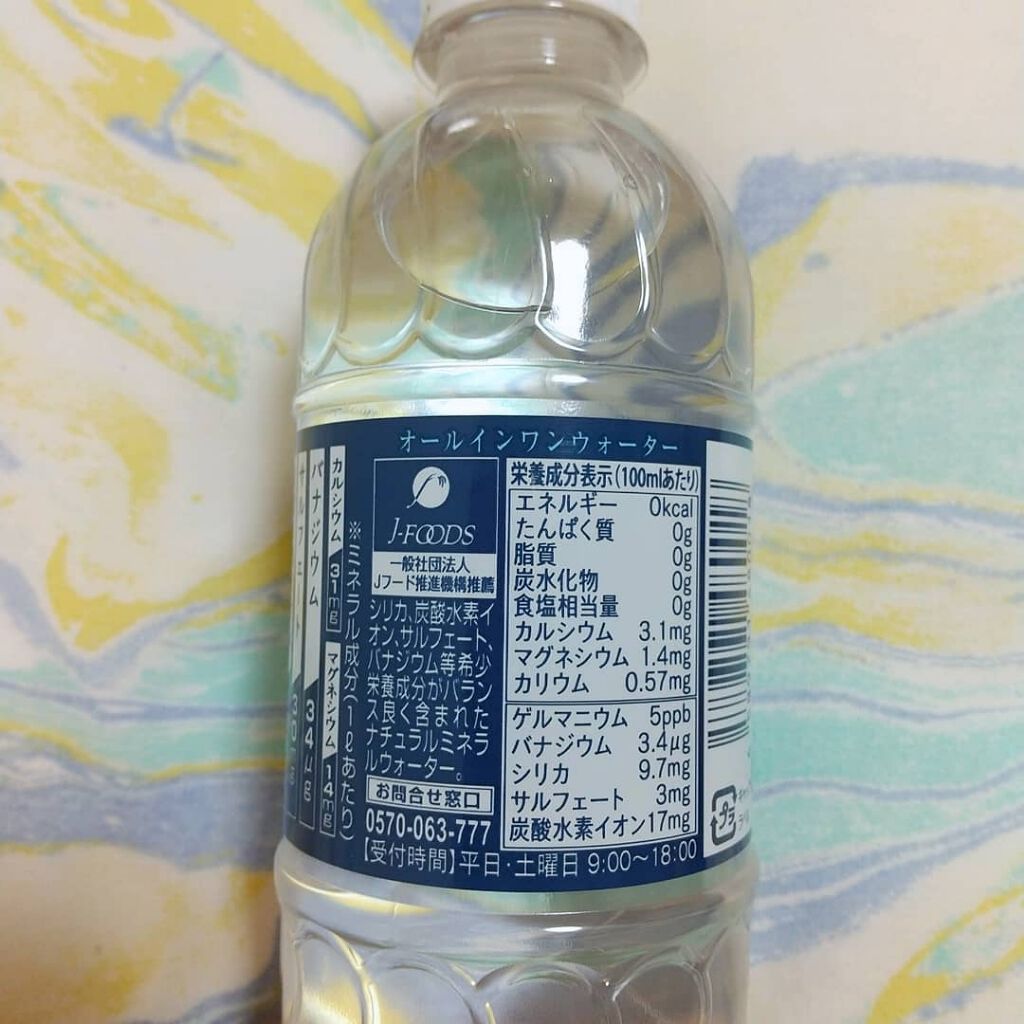 オールインワンウォーター
カルシウム 31mg マグネシウム 14mg
バナジウム 34μg
サルフェート 30
※ミネラル成分(1ℓあたり)
J-FOODS
一般社団法人
Jフード推進機構推薦
シリカ、炭酸水素イ
オン、サルフェート、
バナジウム等希少
栄養成分がバラン
ス良く含まれた
ナチュラルミネラ
ルウォーター。
お問合せ窓口
0570-063-777
【受付時間】平日・土曜日 9:00~18:00
栄養成分表示(100mlあたり)
エネルギー 0kcal
たんぱく質 0g
脂質 0g
炭水化物 0g
食塩相当量 0g
カルシウム 3.1mg
マグネシウム 1.4mg
カリウム 0.57mg
ゲルマニウム 5ppb
バナジウム 3.4μg
シリカ 9.7mg
サルフェート 3mg
炭酸水素イオン 17mg
プラ